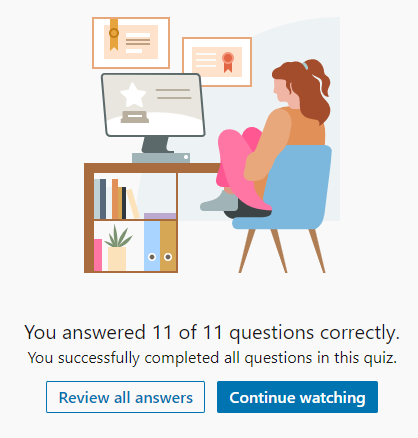 You answered 11 of 11 questions correctly.
You successfully completed all questions in this quiz.
Review all answers
Continue watching